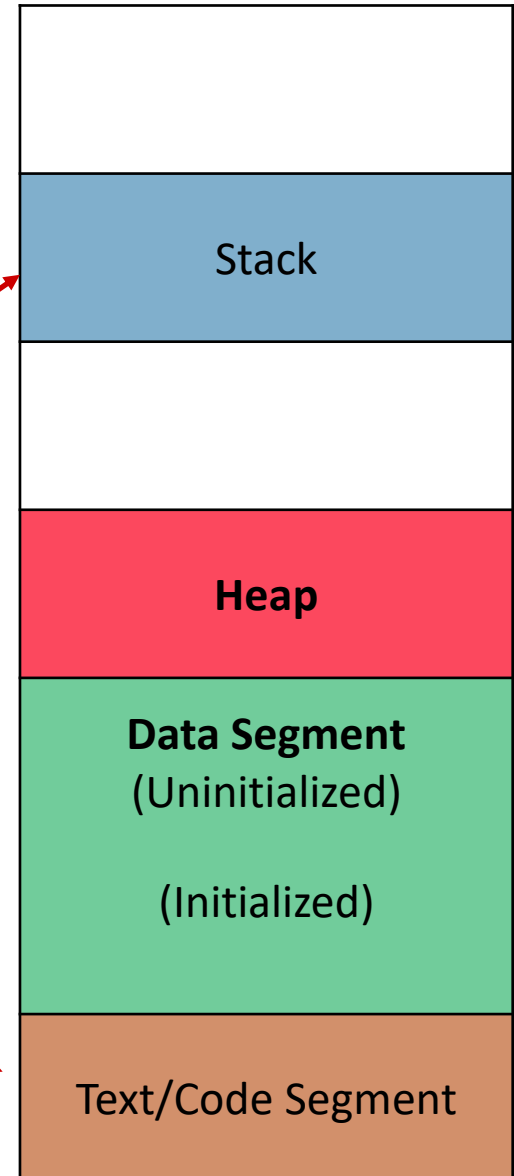 Stack
Heap
Data Segment
(Uninitialized)
(Initialized)
Text/Code Segment